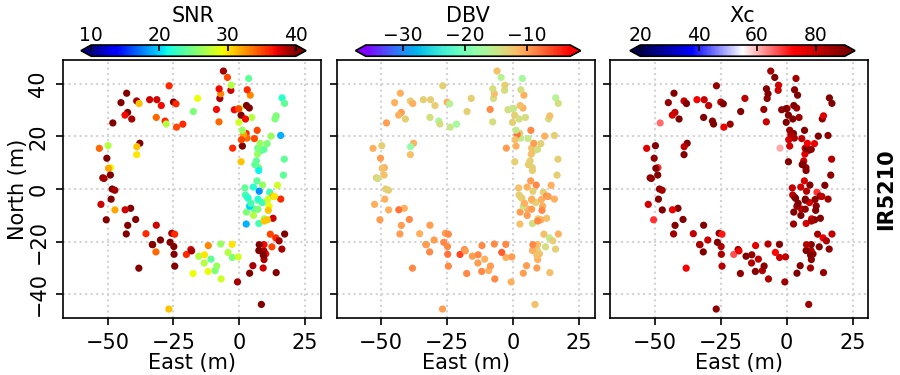 SNR DBV Xc
10 20 30 40 −30 −20 −10 20 40 60 80
40
20
0
−20
−40
North (m)
−50 −25 0 25 −50 −25 0 25 −50 −25 0 25
East (m) East (m) East (m)
IR5210